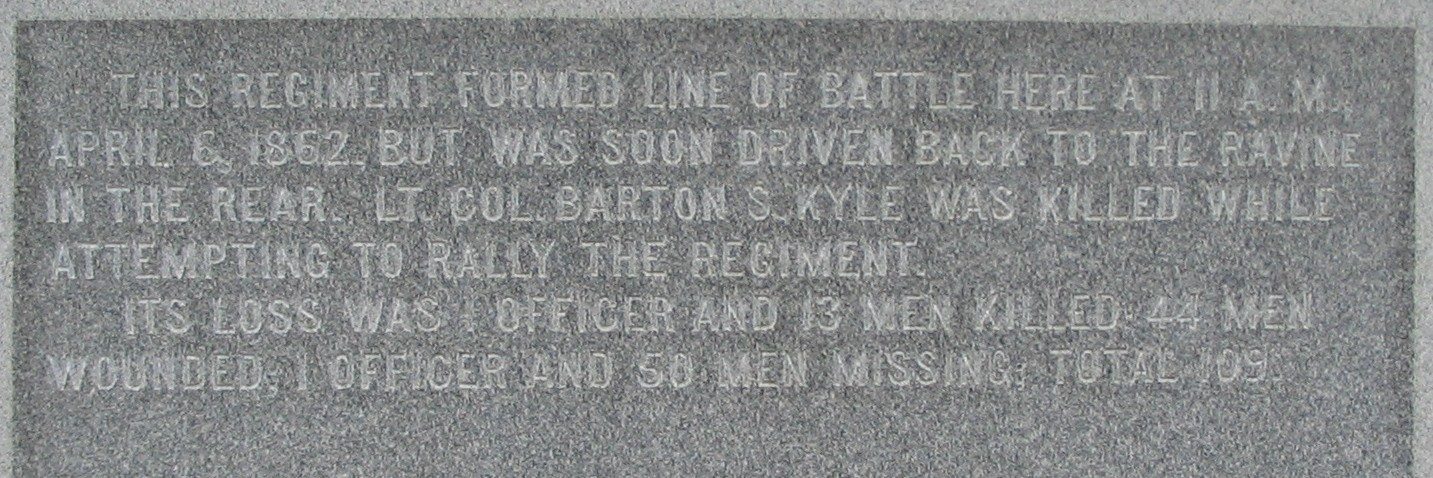 THIS REGIMENT FORMED LINE OF BATTLE HERE AT 11 A. M.,
APRIL 6, 1862, BUT WAS SOON DRIVEN BACK TO THE RAVINE
IN THE REAR. LT. COL. BARTON S. KYLE WAS KILLED WHILE
ATTEMPTING TO RALLY THE REGIMENT.
ITS LOSS WAS 1 OFFICER AND 13 MEN KILLED; 44 MEN
WOUNDED; 1 OFFICER AND 50 MEN MISSING; TOTAL 109.